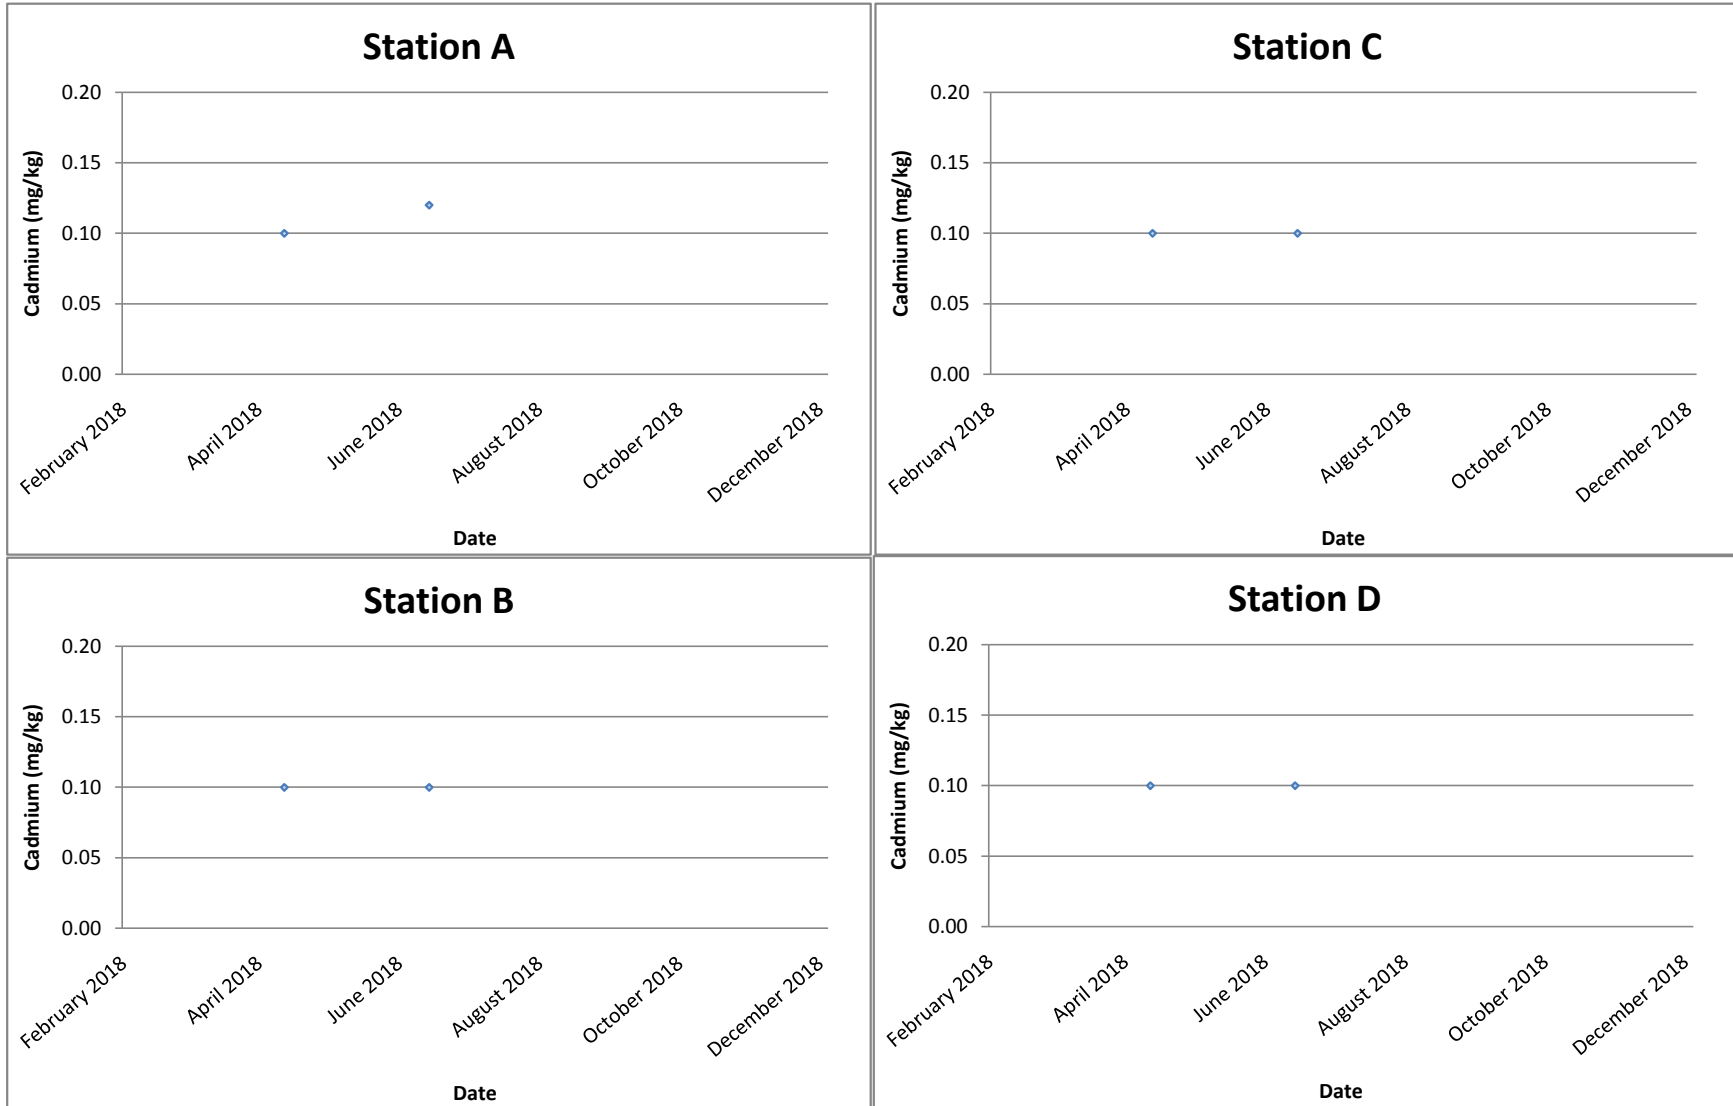 Station A
Cadmium (mg/kg)
0.20
0.15
0.10
0.05
0.00
February 2018
April 2018
June 2018
August 2018
October 2018
December 2018
Date
Station C
Cadmium (mg/kg)
0.20
0.15
0.10
0.05
0.00
February 2018
April 2018
June 2018
August 2018
October 2018
December 2018
Date
Station B
Cadmium (mg/kg)
0.20
0.15
0.10
0.05
0.00
February 2018
April 2018
June 2018
August 2018
October 2018
December 2018
Date
Station D
Cadmium (mg/kg)
0.20
0.15
0.10
0.05
0.00
February 2018
April 2018
June 2018
August 2018
October 2018
December 2018
Date